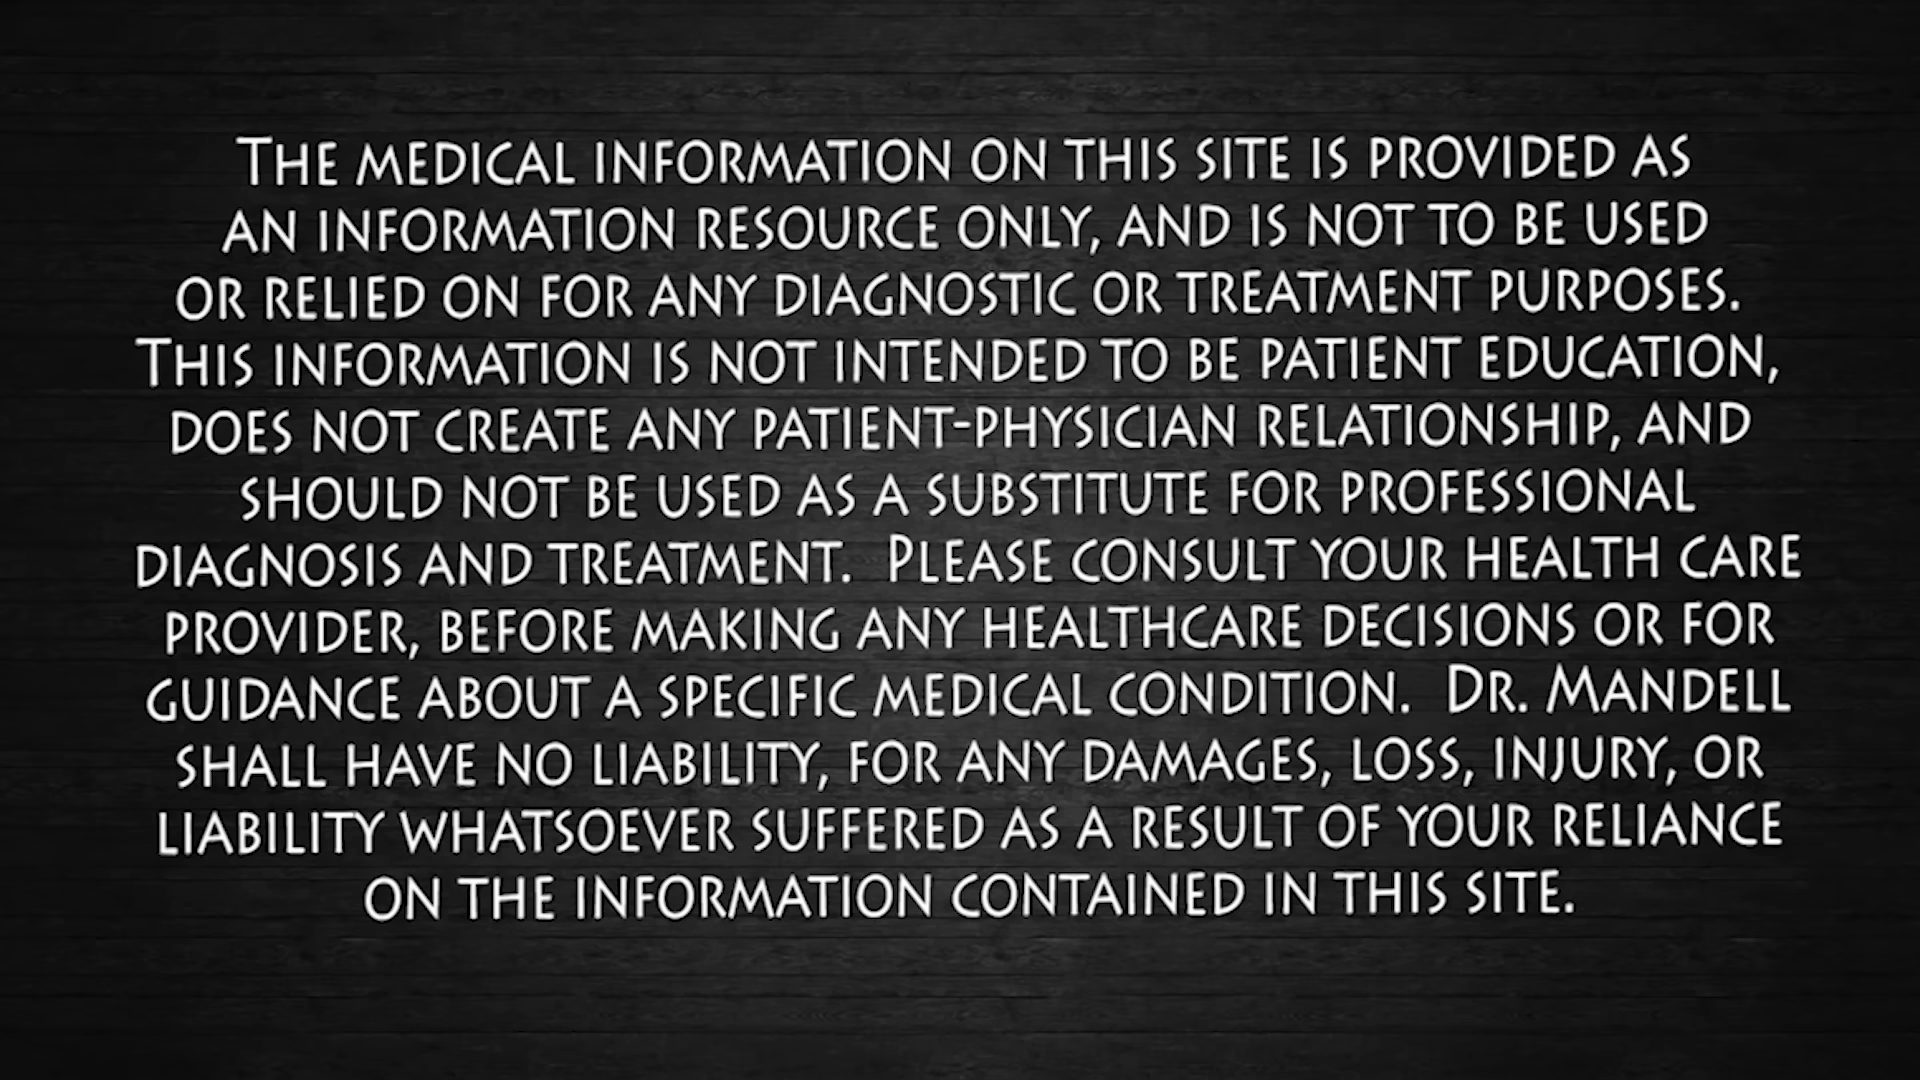 The medical information on this site is provided as
an information resource only, and is not to be used
or relied on for any diagnostic or treatment purposes.
This information is not intended to be patient education,
does not create any patient-physician relationship, and
should not be used as a substitute for professional
diagnosis and treatment.  Please consult your health care
provider, before making any healthcare decisions or for
guidance about a specific medical condition.  Dr. Mandell
shall have no liability, for any damages, loss, injury, or
liability whatsoever suffered as a result of your reliance
on the information contained in this site.